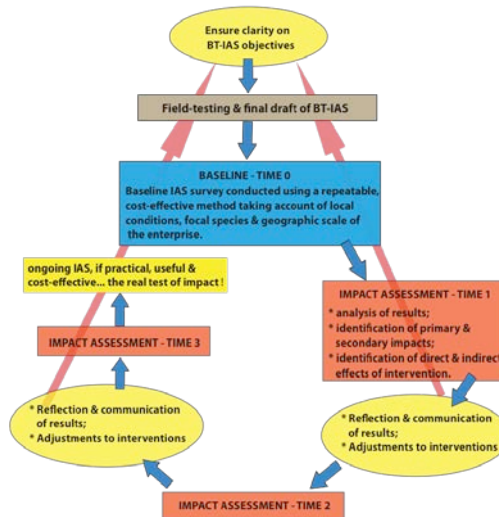 Ensure clarity on
BT-IAS objectives
Field-testing & final draft of BT-IAS
BASELINE - TIME 0
Baseline IAS survey conducted using a repeatable,
cost-effective method taking account of local
conditions, focal species & geographic scale of
the enterprise.
ongoing IAS, if practical, useful &
cost-effective... the real test of impact!
IMPACT ASSESSMENT - TIME 1
* analysis of results;
* identification of primary &
secondary impacts;
* identification of direct & indirect
effects of intervention.
IMPACT ASSESSMENT - TIME 3
* Reflection & communication
of results;
* Adjustments to interventions
* Reflection & communication
of results;
* Adjustments to interventions
IMPACT ASSESSMENT - TIME 2